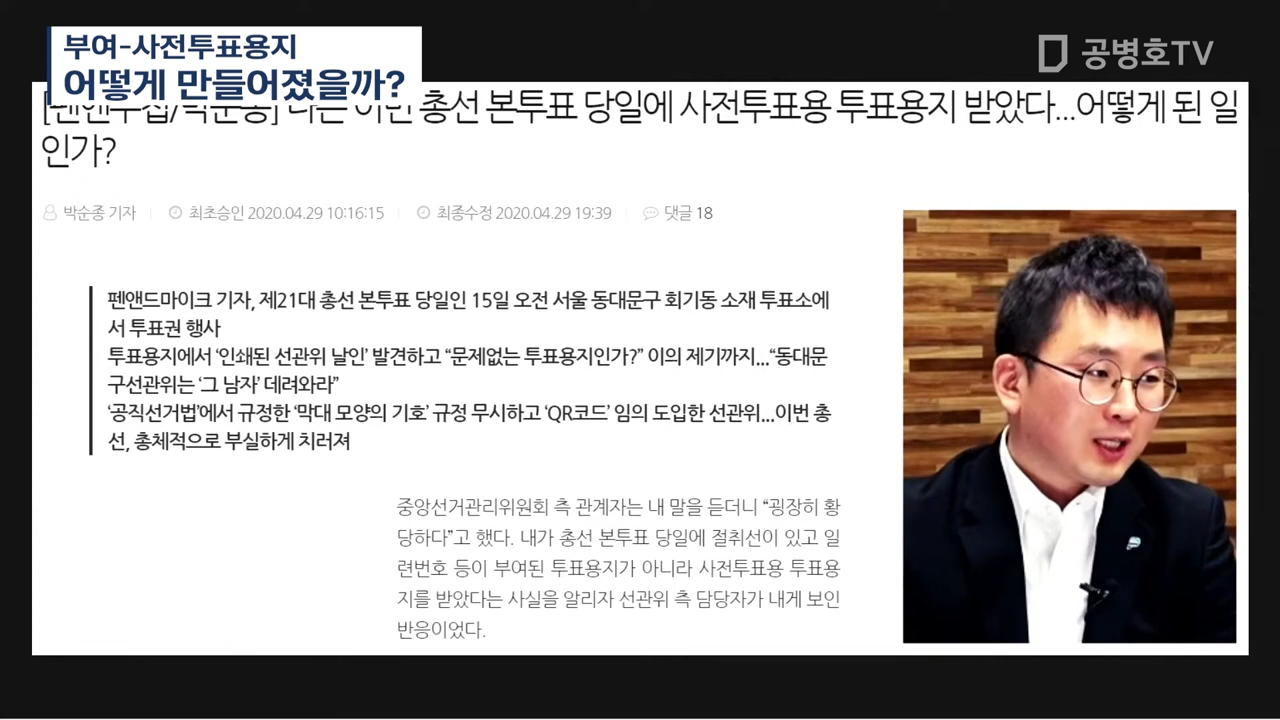 부여-사전투표용지
어떻게 만들어졌을까?
공병호TV
총선 본투표 당일에 사전투표용 투표용지 받았다...어떻게 된 일
인가?
박순종 기자 최초승인 2020.04.29 10:16:15 최종수정 2020.04.29 19:39 댓글 18
펜앤드마이크 기자, 제21대 총선 본투표 당일인 15일 오전 서울 동대문구 회기동 소재 투표소에
서 투표권 행사
투표용지에서 ‘인쇄된 선관위 날인’ 발견하고 “문제없는 투표용지인가?” 이의 제기까지...“동대문
구선관위는 ‘그 남자’ 데려와라”
‘공직선거법’에서 규정한 ‘막대 모양의 기호’ 규정 무시하고 ‘QR코드’ 임의 도입한 선관위...이번 총
선, 총체적으로 부실하게 치러져
중앙선거관리위원회 측 관계자는 내 말을 듣더니 “굉장히 황
당하다”고 했다. 내가 총선 본투표 당일에 절취선이 있고 일
련번호 등이 부여된 투표용지가 아니라 사전투표용 투표용
지를 받았다는 사실을 알리자 선관위 측 담당자가 내게 보인
반응이었다.